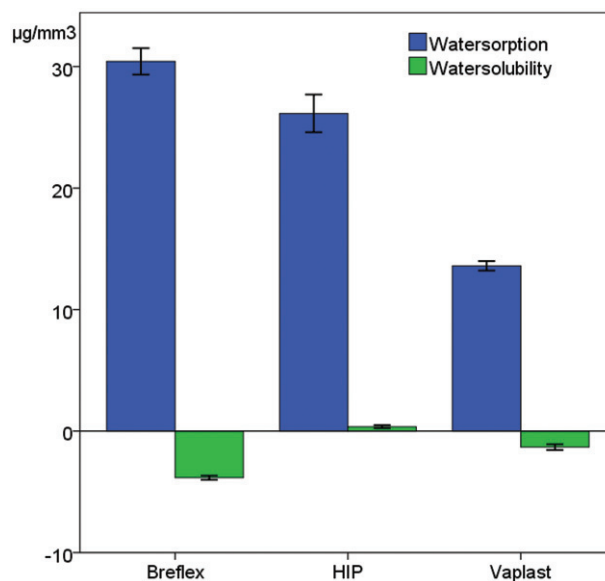 µg/mm3
Watersorption
Watersolubility
30
20
10
0
-10
Breflex HIP Vaplast